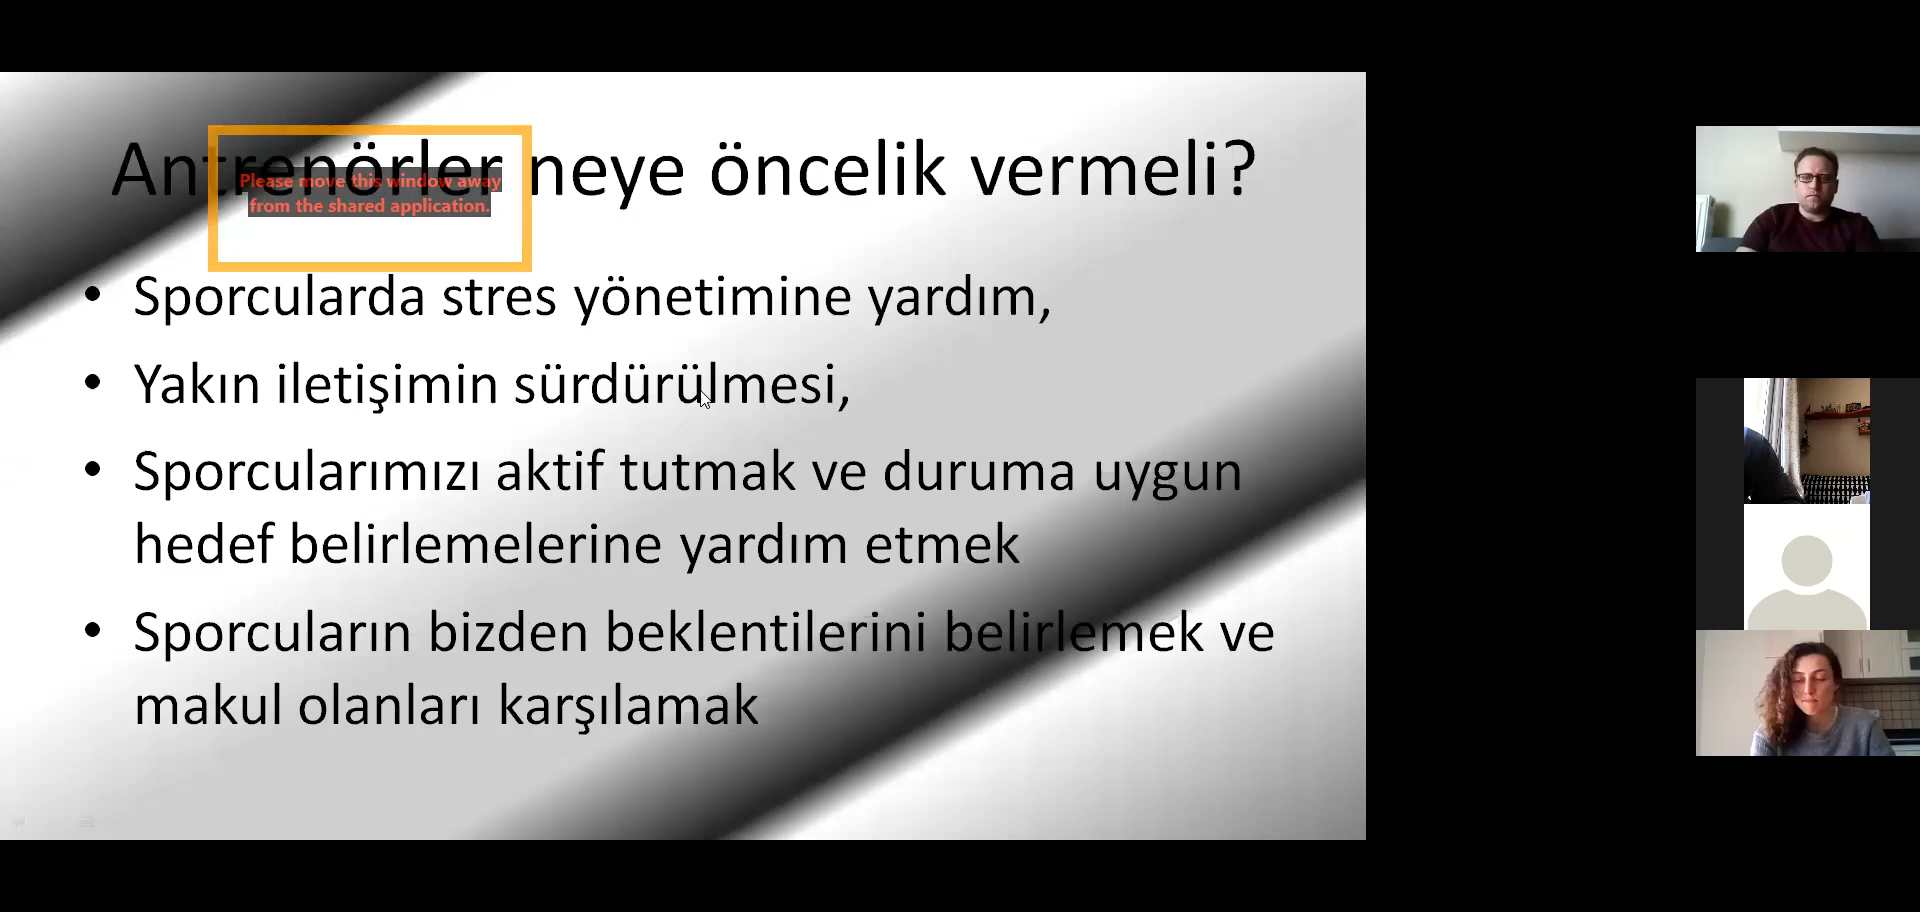 Antrenörler neye öncelik vermeli?
Please move this window away
from the shared application.
• Sporcularda stres yönetimine yardım,
• Yakın iletişimin sürdürülmesi,
• Sporcularımızı aktif tutmak ve duruma uygun
hedef belirlemelerine yardım etmek
• Sporcuların bizden beklentilerini belirlemek ve
makul olanları karşılamak